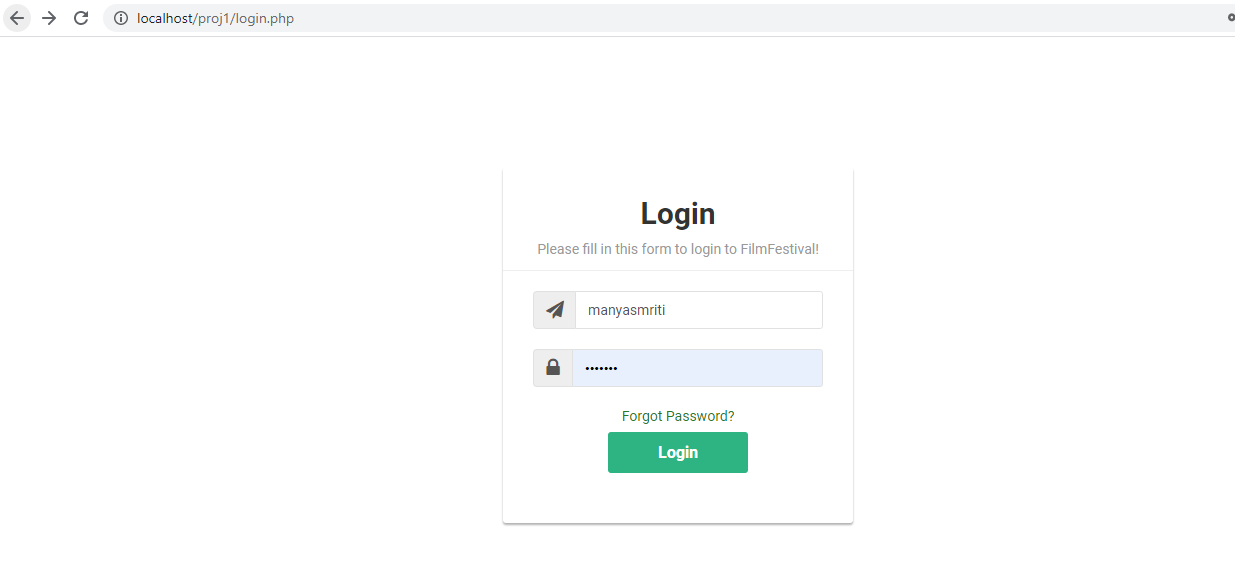 localhost/proj1/login.php
Login
Please fill in this form to login to FilmFestival!
manyasmriti
•••••••
Forgot Password?
Login